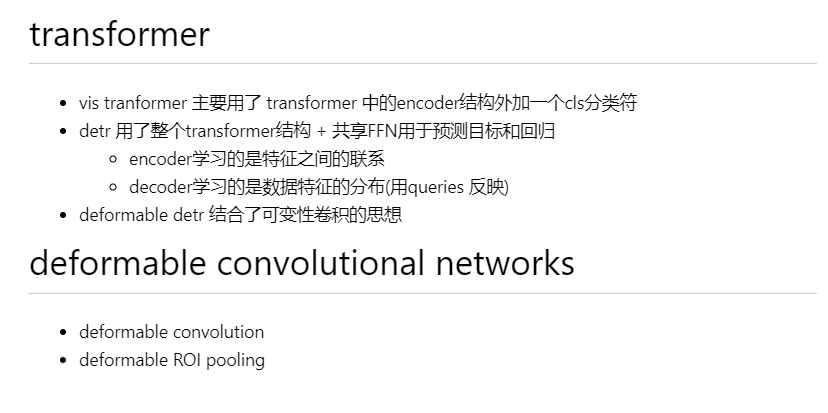 transformer
vis tranformer 主要用了 transformer 中的encoder结构外加一个cls分类符
detr 用了整个transformer结构 + 共享FFN用于预测目标和回归
encoder学习的是特征之间的联系
decoder学习的是数据特征的分布(用queries 反映)
deformable detr 结合了可变性卷积的思想
deformable convolutional networks
deformable convolution
deformable ROI pooling